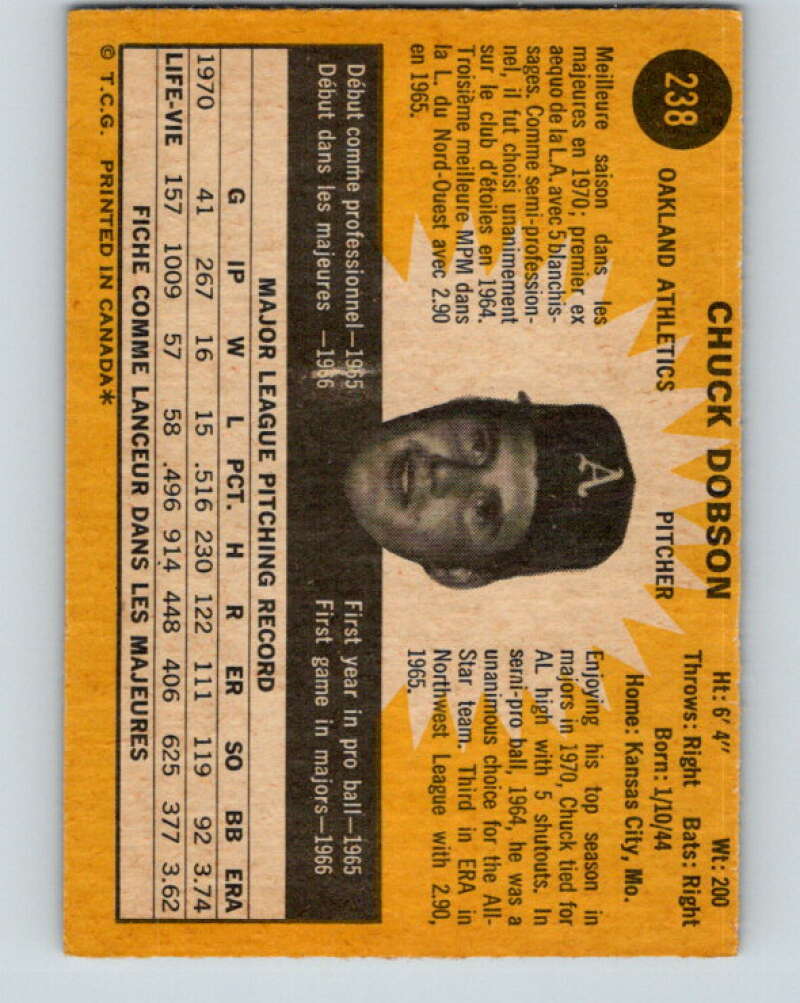 238
CHUCK DOBSON
OAKLAND ATHLETICS PITCHER
Ht: 6' 4" Wt: 200
Throws: Right Bats: Right
Born: 1/10/44
Home: Kansas City, Mo.
Meilleure saison dans les
majeures en 1970; premier ex
aequo de la L.A. avec 5 blanchis-
sages. Comme semi-profession-
nel, il fut choisi unanimement
sur le club d'étoiles en 1964.
Troisième meilleure MPM dans
la L. du Nord-Ouest avec 2.90
en 1965.
A
Enjoying his top season in
majors in 1970, Chuck tied for
AL high with 5 shutouts. In
semi-pro ball, 1964, he was a
unanimous choice for the All-
Star team. Third in ERA in
Northwest League with 2.90,
1965.
Début comme professionnel—1965
Début dans les majeures —1966
First year in pro ball—1965
First game in majors—1966
MAJOR LEAGUE PITCHING RECORD
G IP W L PCT. H R ER SO BB ERA
1970 41 267 16 15 .516 230 122 111 119 92 3.74
LIFE-VIE 157 1009 57 58 .496 914 448 406 625 377 3.62
FICHE COMME LANCEUR DANS LES MAJEURES
© T.C.G. PRINTED IN CANADA*